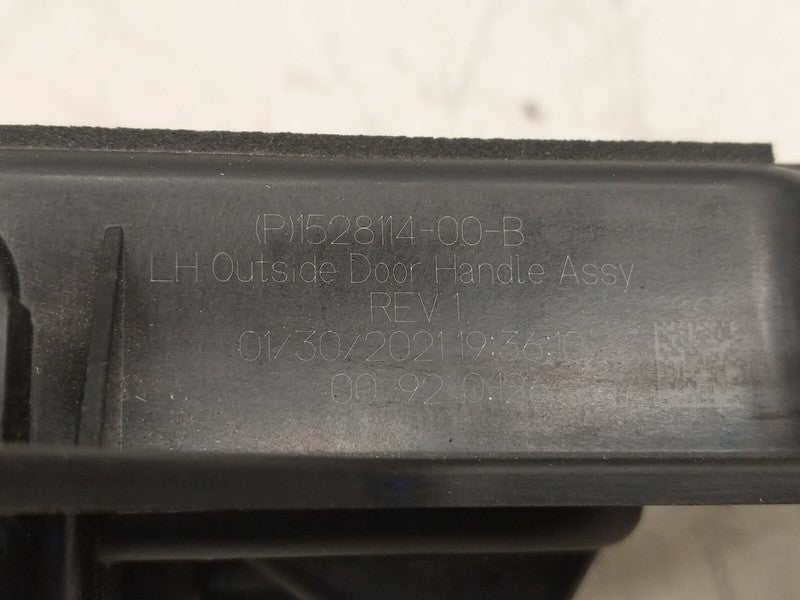 (P)1528114-00-B
LH Outside Door Handle Assy
REV 1
01/30/2021 19:36:10